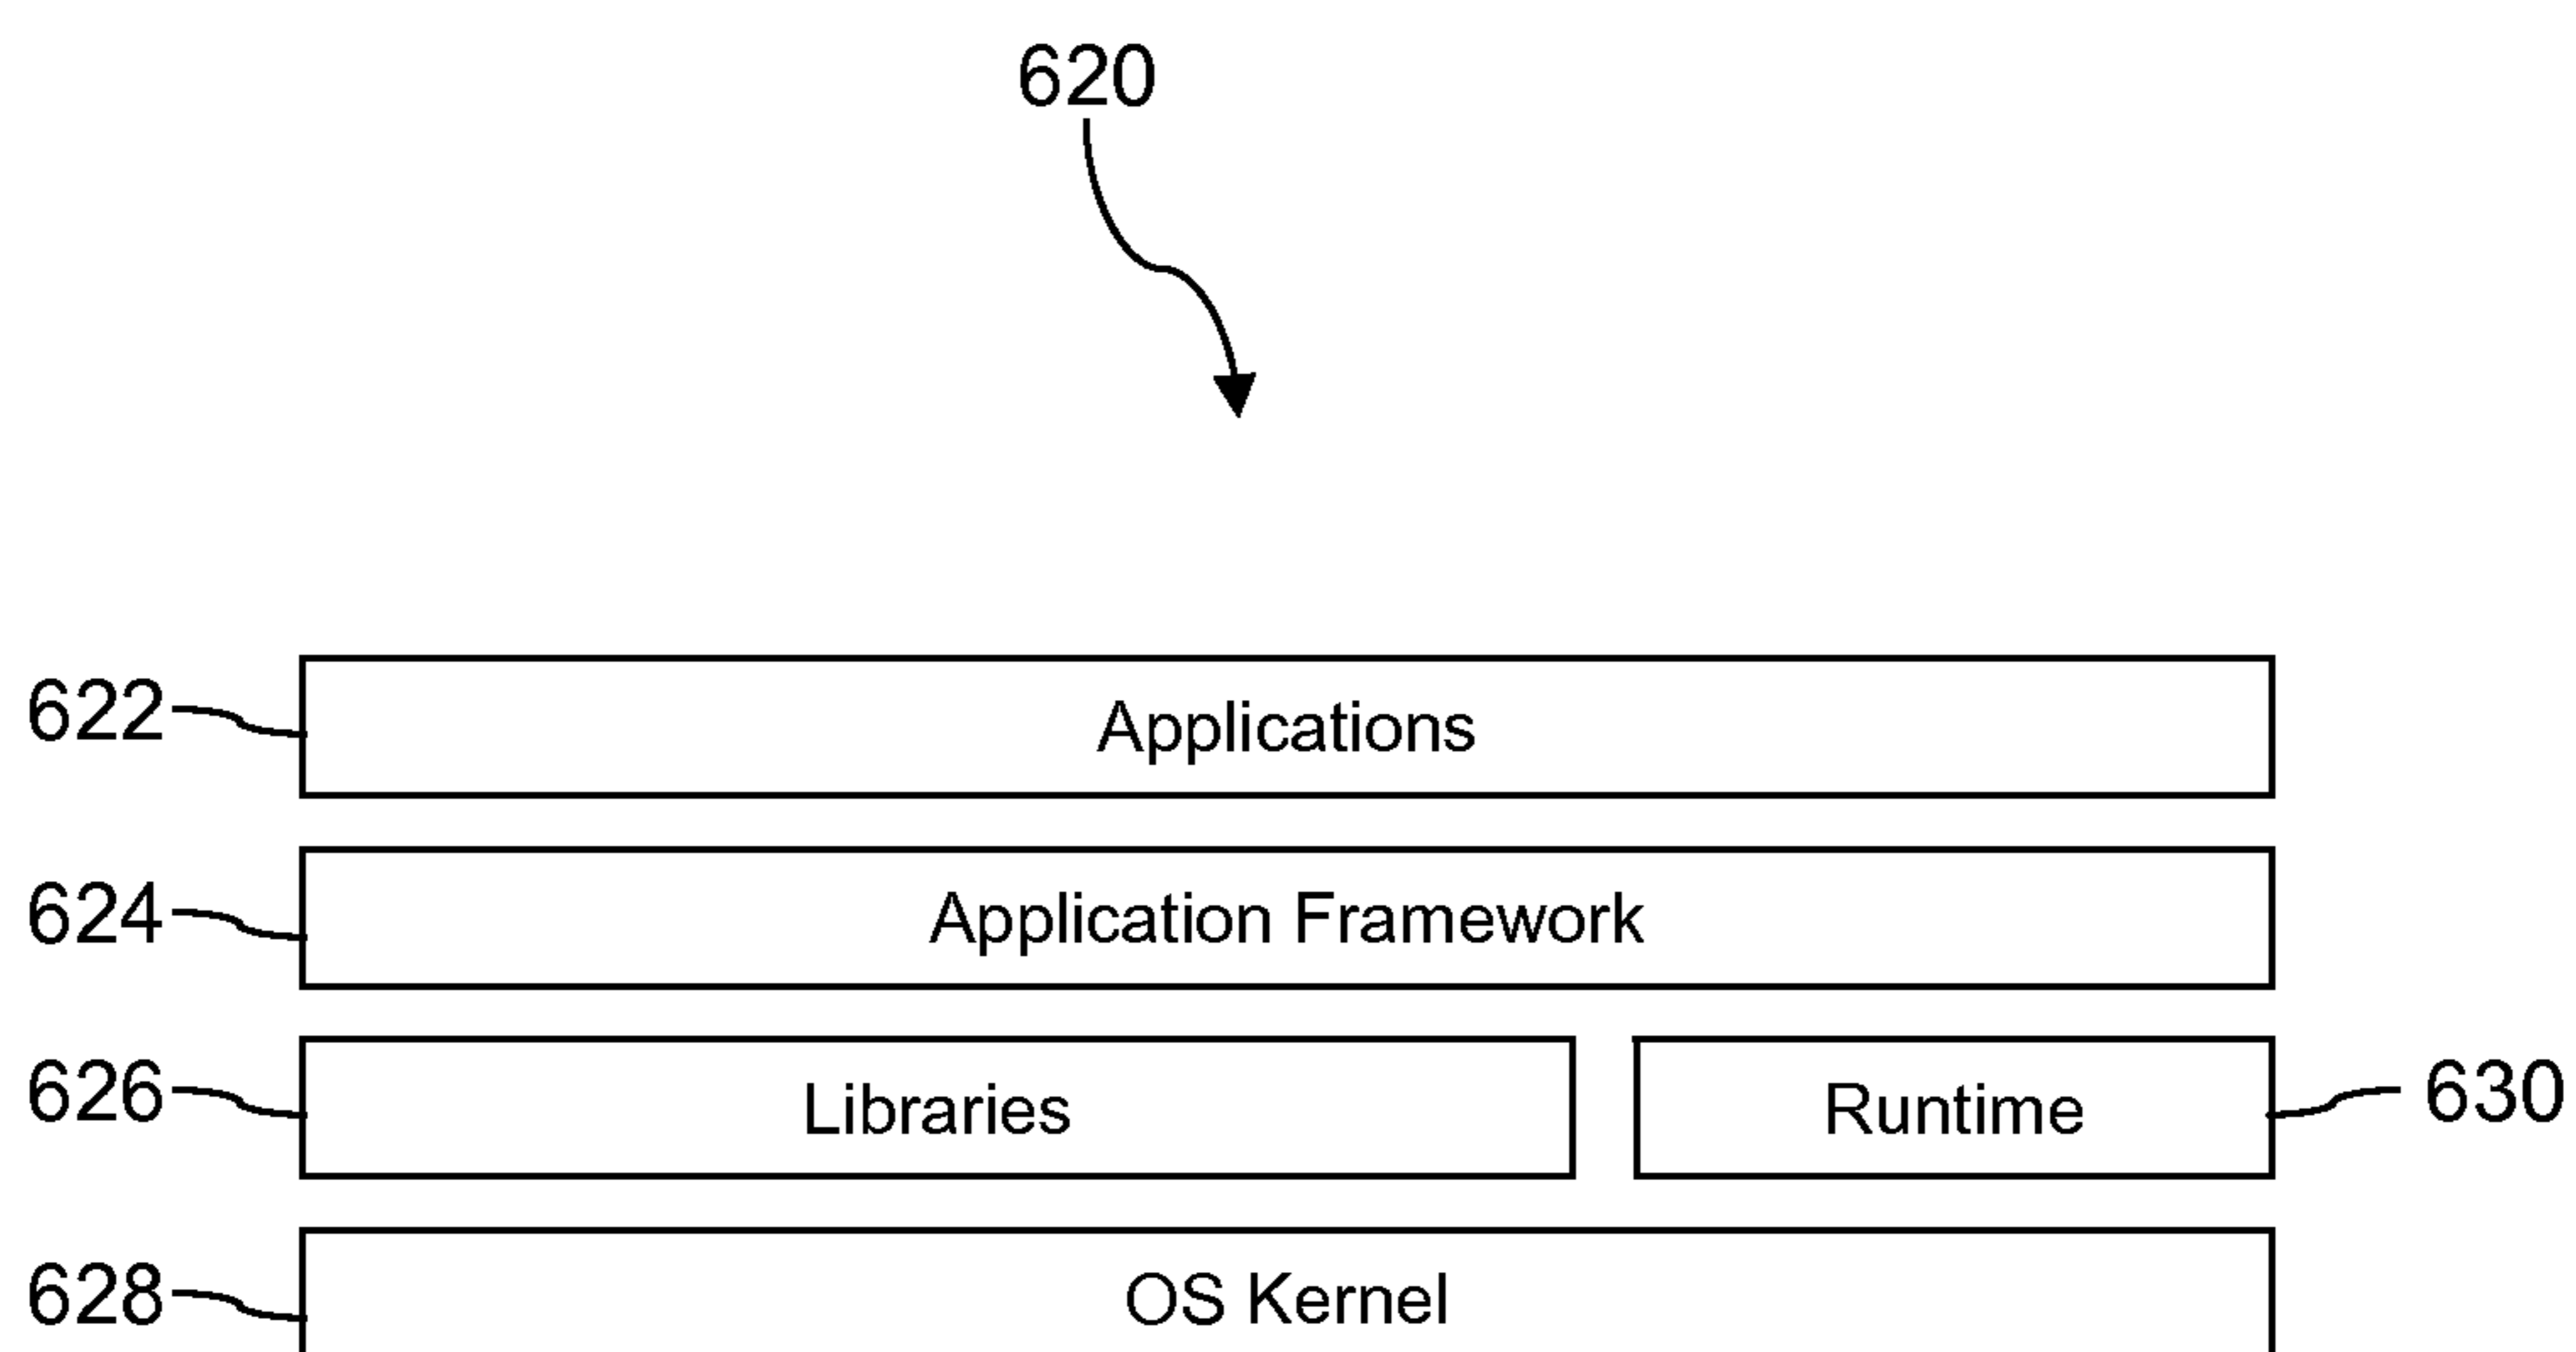 620
622 Applications
624 Application Framework
626 Libraries Runtime 630
628 OS Kernel